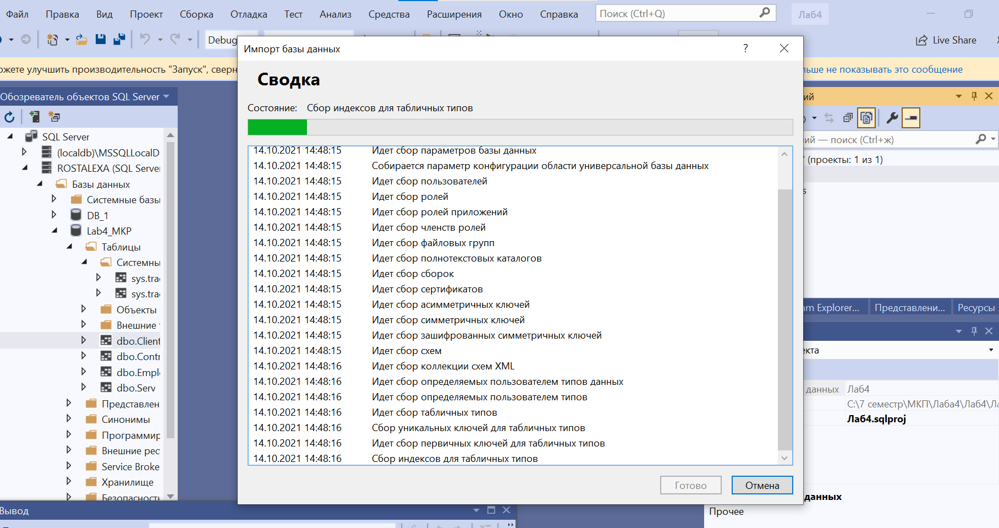 Файл Правка Вид Проект Сборка Отладка Тест Анализ Средства Расширения Окно Справка Поиск (Ctrl+Q) Лаб4
Debug Live Share
ожете улучшить производительность "Запуск", сверн
льше не показывать это сообщение
Обозреватель объектов SQL Server
SQL Server
(localdb)\MSSQLLocalD
ROSTALEXA (SQL Server
Базы данных
Системные базы
DB_1
Lab4_MKP
Таблицы
Системны
sys.tra
sys.tra
Объекты
Внешние
dbo.Client
dbo.Contr
dbo.Empl
dbo.Serv
Представлен
Синонимы
Программир
Внешние рес
Service Broke
Хранилище
Безопасность
Вывод
Импорт базы данных ?
Сводка
Состояние: Сбор индексов для табличных типов
14.10.2021 14:48:15 Идет сбор параметров базы данных
14.10.2021 14:48:15 Собирается параметр конфигурации области универсальной базы данных
14.10.2021 14:48:15 Идет сбор пользователей
14.10.2021 14:48:15 Идет сбор ролей
14.10.2021 14:48:15 Идет сбор ролей приложений
14.10.2021 14:48:15 Идет сбор членств ролей
14.10.2021 14:48:15 Идет сбор файловых групп
14.10.2021 14:48:15 Идет сбор полнотекстовых каталогов
14.10.2021 14:48:15 Идет сбор сборок
14.10.2021 14:48:15 Идет сбор сертификатов
14.10.2021 14:48:15 Идет сбор асимметричных ключей
14.10.2021 14:48:15 Идет сбор симметричных ключей
14.10.2021 14:48:15 Идет сбор зашифрованных симметричных ключей
14.10.2021 14:48:15 Идет сбор схем
14.10.2021 14:48:16 Идет сбор коллекции схем XML
14.10.2021 14:48:16 Идет сбор определяемых пользователем типов данных
14.10.2021 14:48:16 Идет сбор определяемых пользователем типов
14.10.2021 14:48:16 Идет сбор табличных типов
14.10.2021 14:48:16 Сбор уникальных ключей для табличных типов
14.10.2021 14:48:16 Идет сбор первичных ключей для табличных типов
14.10.2021 14:48:16 Сбор индексов для табличных типов
Готово Отмена
ий
ий — поиск (Ctrl+ж)
" (проекты: 1 из 1)
s
am Explorer... Представлени... Ресурсы
екта
данных Лаб4
C:\7 семестр\МКП\Лаба4\Лаб4\Ла
Лаб4.sqlproj
данных
Прочее